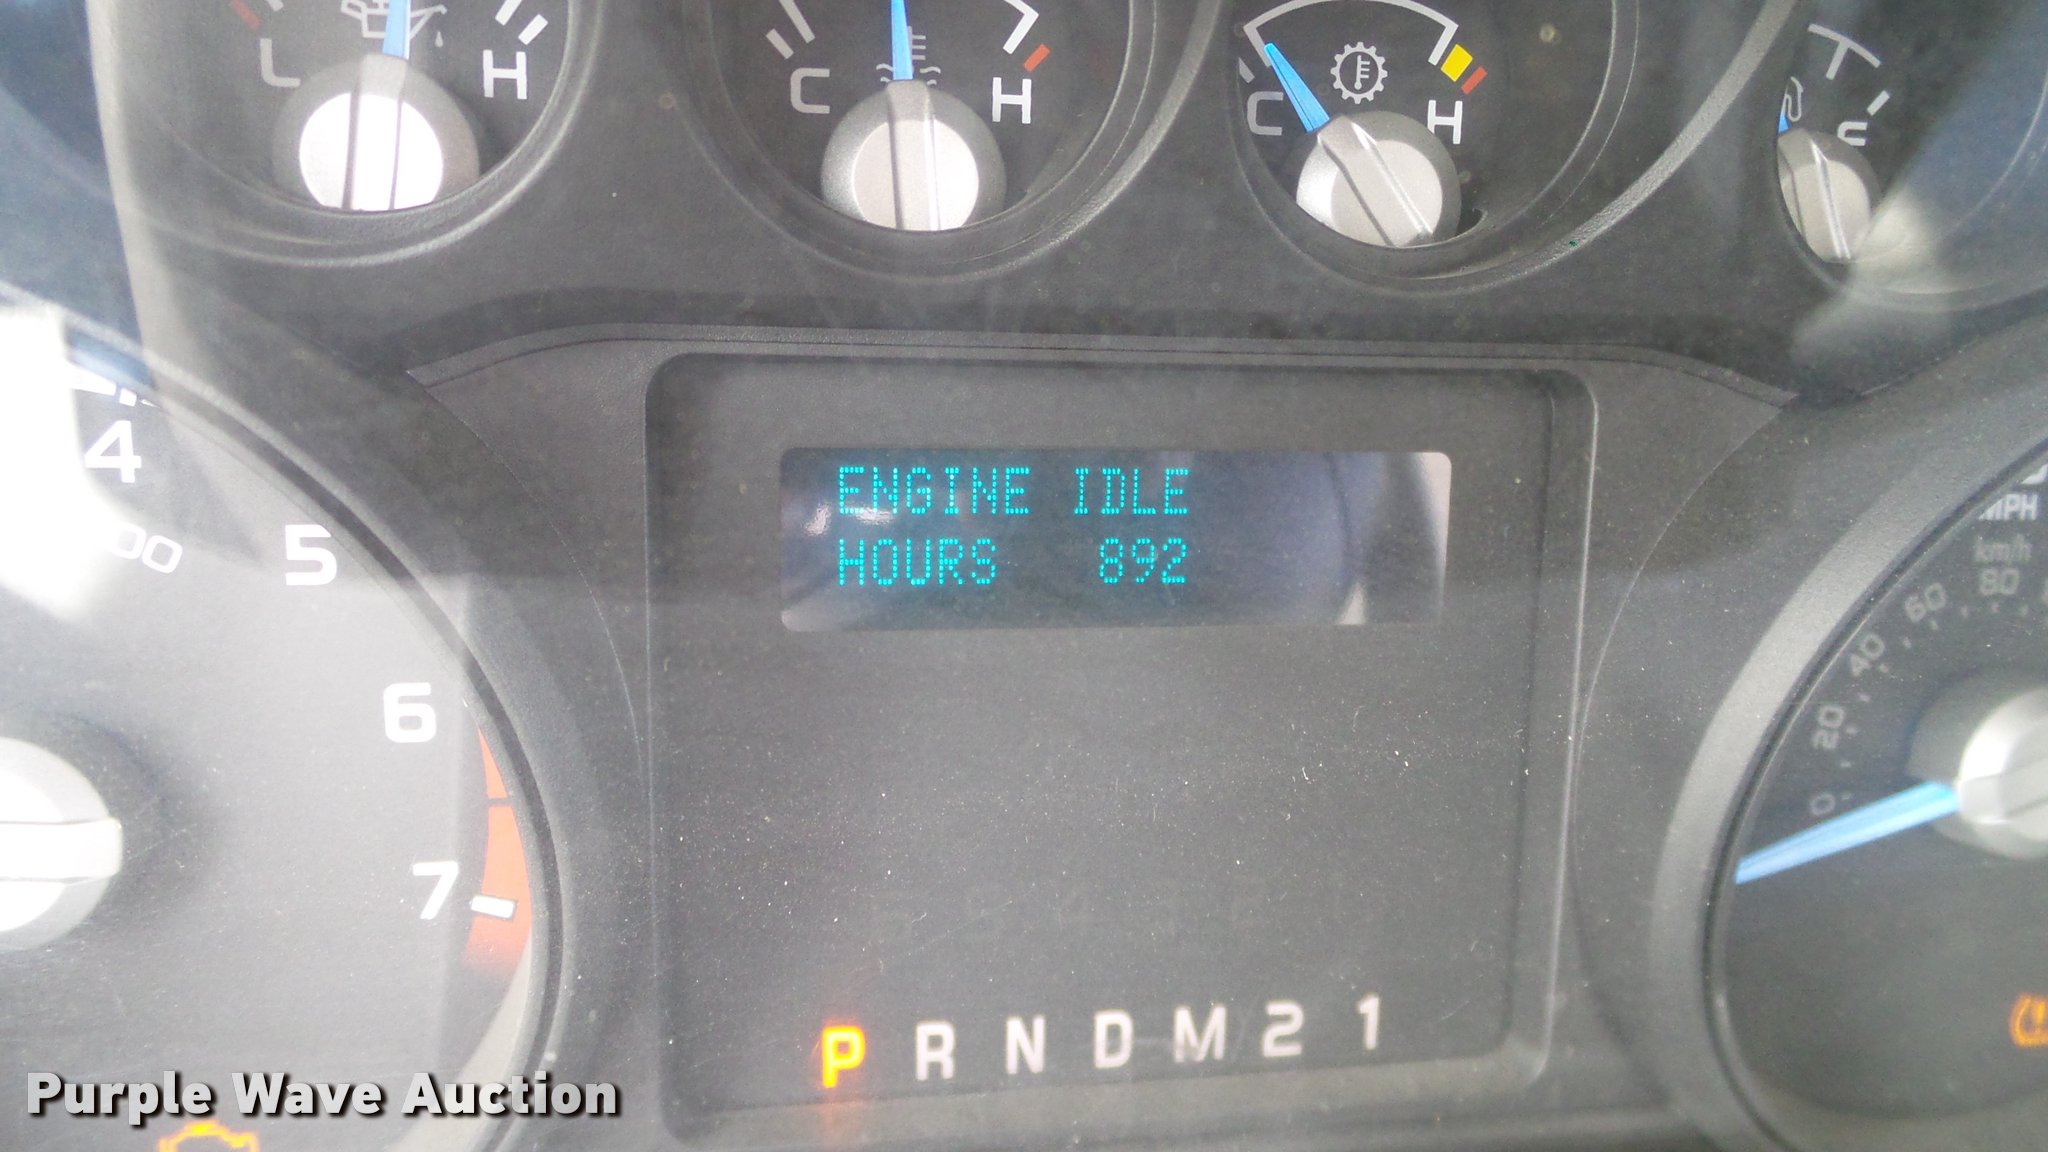 L H
C H
C H
4
5
6
7
00
ENGINE IDLE
HOURS 892
MPH
km/h
0 20 40 60 80
P R N D M 2 1
Purple Wave Auction